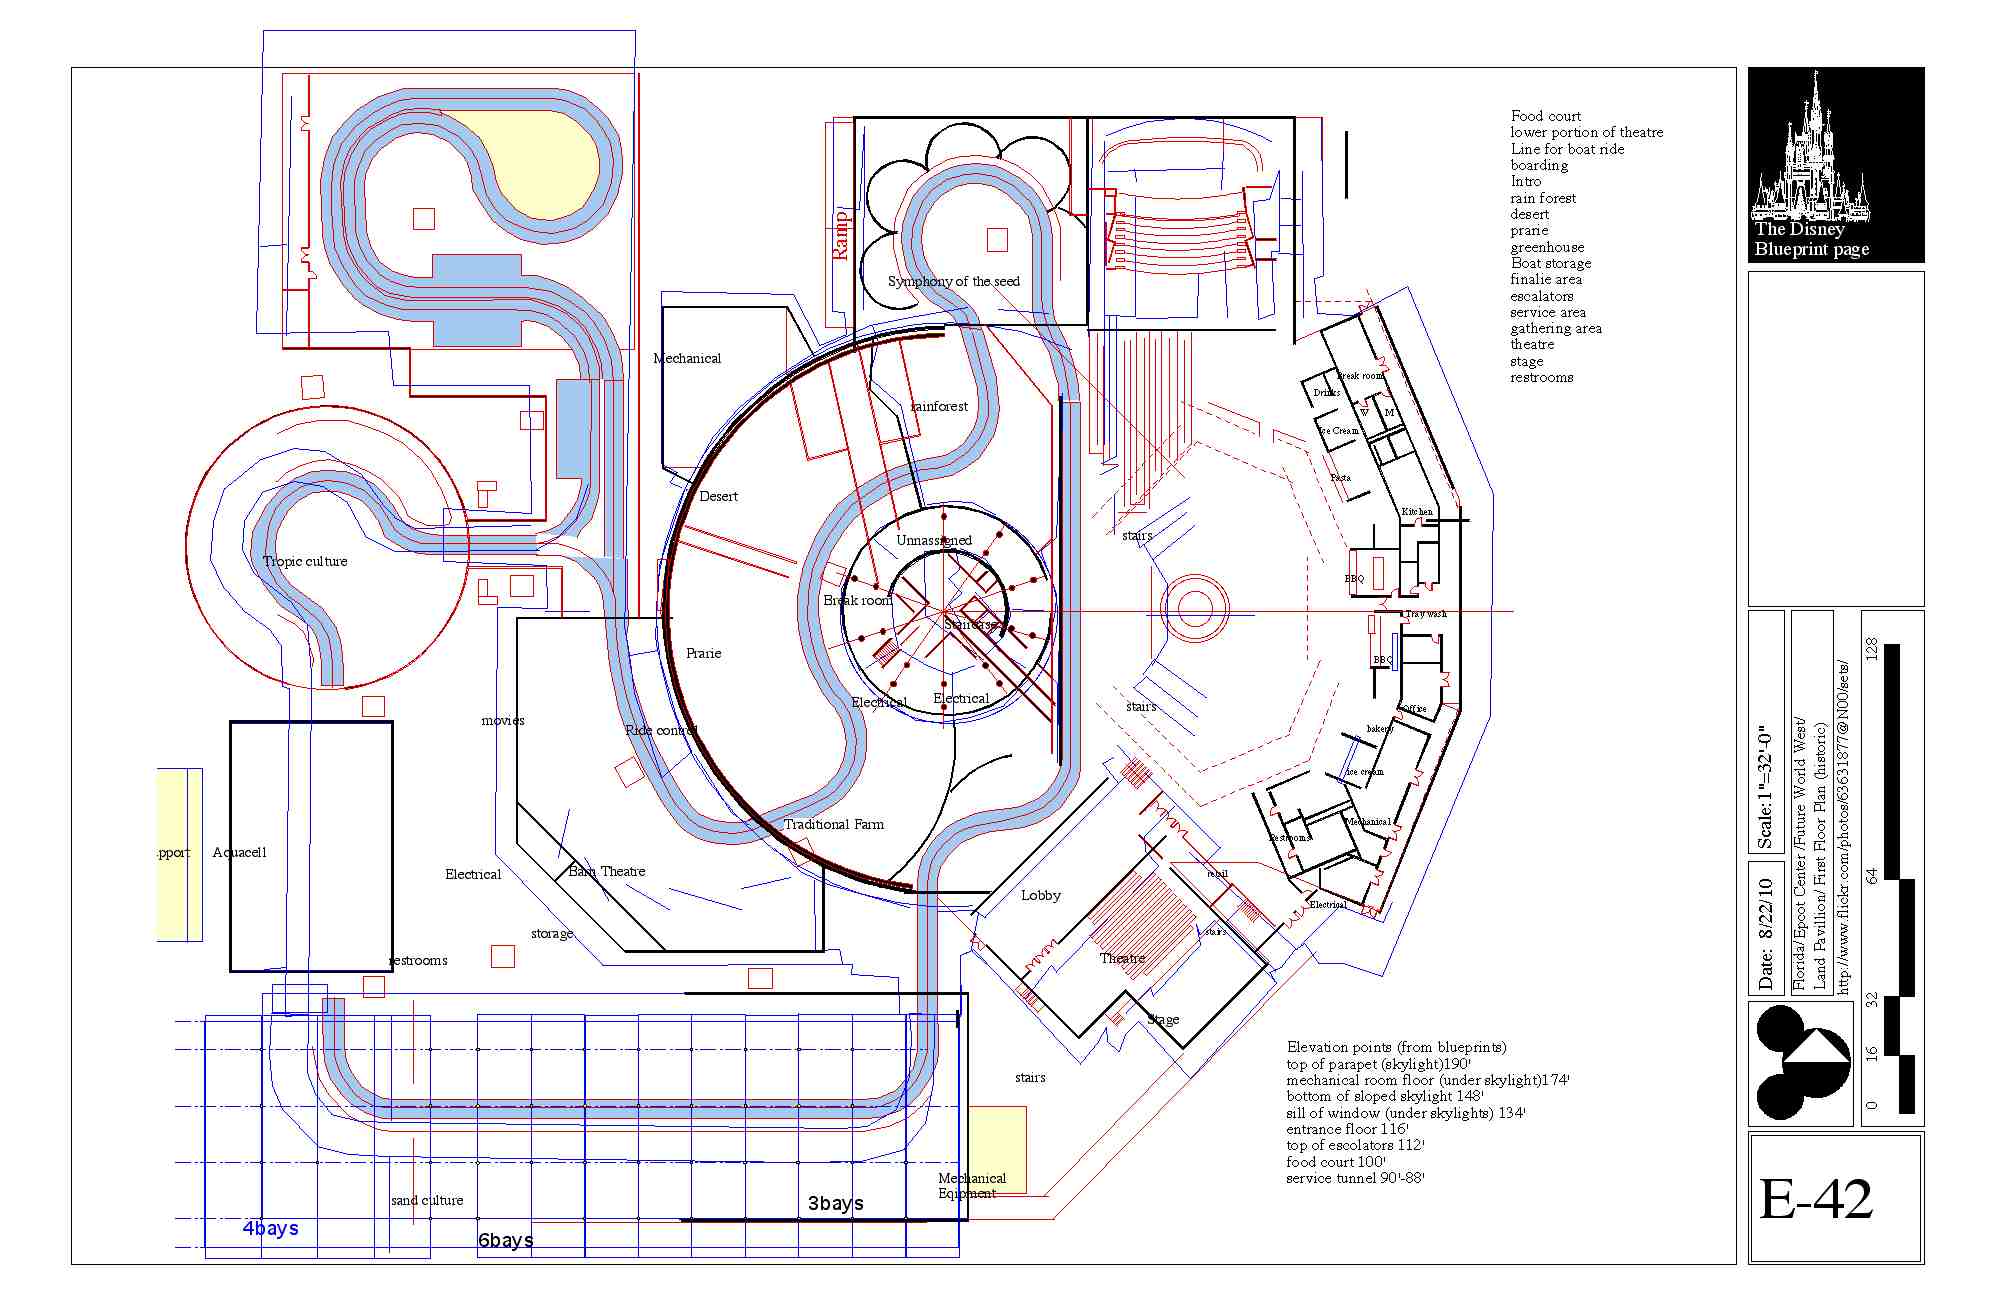 Food court
lower portion of theatre
Line for boat ride
boarding
Intro
rain forest
desert
prarie
greenhouse
Boat storage
finalie area
escalators
service area
gathering area
theatre
stage
restrooms
The Disney
Blueprint page
Ramp
Symphony of the seed
Mechanical
rainforest
Break room
Drinks
W
M
Ice Cream
Pasta
Desert
Kitchen
stairs
Unnassigned
Tropic culture
BBQ
Break room
Tray wash
Staircase
Prarie
BBQ
Electrical
Electrical
stairs
Office
movies
Ride control
bakery
ice cream
Traditional Farm
Mechanical
Restrooms
pport
Aquacell
Electrical
Barn Theatre
retail
Lobby
Electrical
storage
stairs
restrooms
Theatre
Stage
stairs
Elevation points (from blueprints)
top of parapet (skylight)190'
mechanical room floor (under skylight)174'
bottom of sloped skylight 148'
sill of window (under skylights) 134'
entrance floor 116'
top of escolators 112'
food court 100'
service tunnel 90'-88'
Mechanical
Eqipment
sand culture
3bays
4bays
6bays
Scale:1"=32'-0"
Date: 8/22/10
Florida/Epcot Center /Future World West/
Land Pavillion/ First Floor Plan (historic)
http://www.flickr.com/photos/63631877@N00/sets/
128
64
32
16
0
E-42